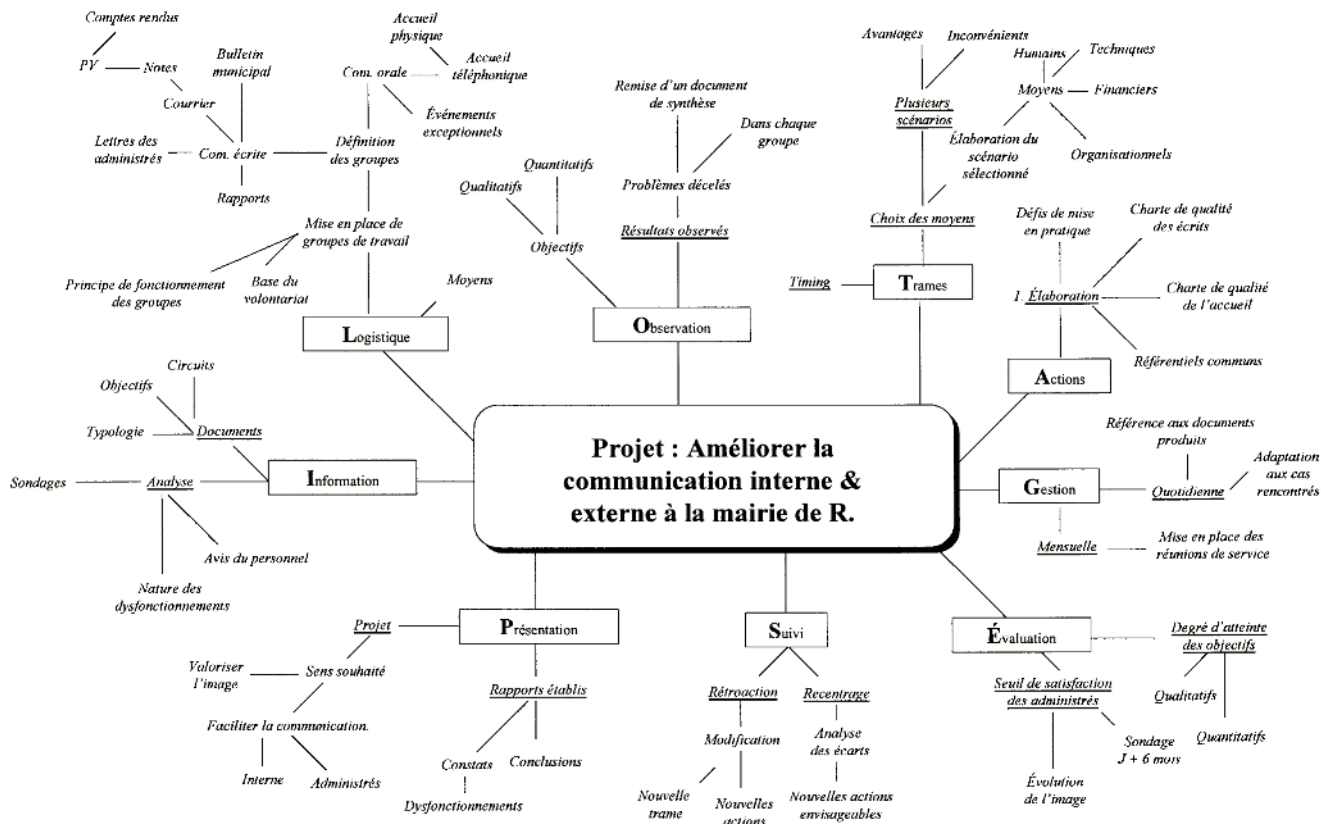 Comptes rendus
PV
Notes
Courrier
Bulletin
municipal
Lettres des
administrés
Com. écrite
Rapports
Accueil
physique
Com. orale
Accueil
téléphonique
Événements
exceptionnels
Définition
des groupes
Mise en place de
groupes de travail
Principe de fonctionnement
des groupes
Base du
volontariat
Moyens
Logistique
Remise d'un document
de synthèse
Dans chaque
groupe
Problèmes décelés
Résultats observés
Quantitatifs
Qualitatifs
Objectifs
Observation
Avantages
Inconvénients
Plusieurs
scénarios
Humains
Techniques
Moyens
Financiers
Organisationnels
Élaboration du
scénario
sélectionné
Choix des moyens
Timing
Trames
Défis de mise
en pratique
Charte de qualité
des écrits
1. Élaboration
Charte de qualité
de l'accueil
Référentiels communs
Actions
Circuits
Objectifs
Typologie
Documents
Sondages
Analyse
Information
Avis du personnel
Nature des
dysfonctionnements
Projet : Améliorer la
communication interne &
externe à la mairie de R.
Référence aux documents
produits
Adaptation
aux cas
rencontrés
Gestion
Quotidienne
Mensuelle
Mise en place des
réunions de service
Projet
Présentation
Valoriser
l'image
Sens souhaité
Faciliter la communication.
Interne
Administrés
Rapports établis
Constats
Conclusions
Dysfonctionnements
Suivi
Rétroaction
Recentrage
Modification
Analyse
des écarts
Nouvelle
trame
Nouvelles
actions
Nouvelles actions
envisageables
Évaluation
Degré d'atteinte
des objectifs
Qualitatifs
Quantitatifs
Seuil de satisfaction
des administrés
Sondage
J + 6 mois
Évolution
de l'image